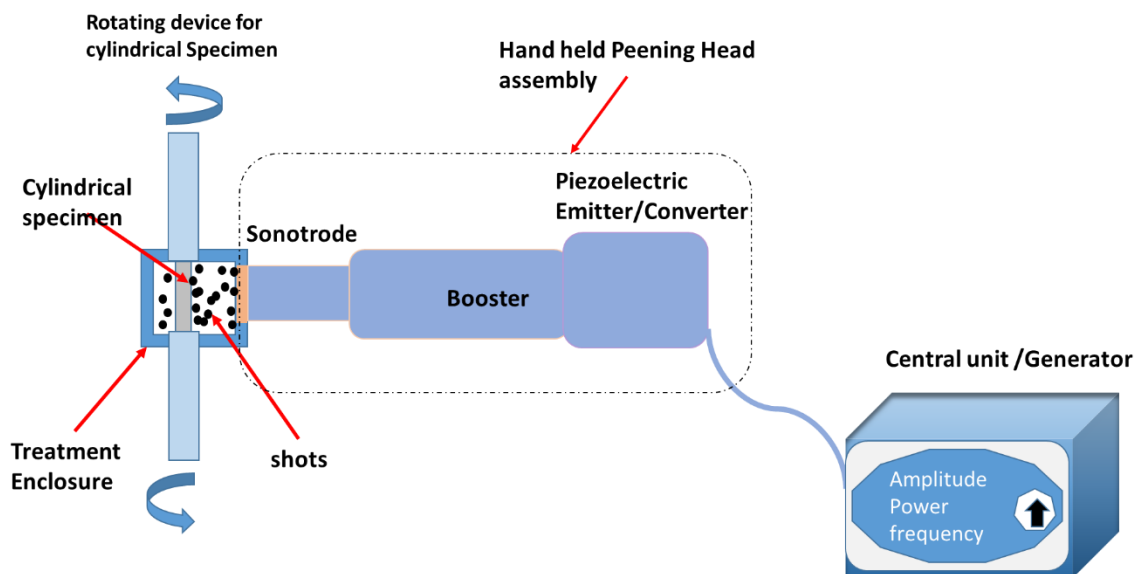 Rotating device for
cylindrical Specimen
Hand held Peening Head
assembly
Cylindrical
specimen
Piezoelectric
Emitter/Converter
Sonotrode
Booster
Central unit /Generator
Treatment
Enclosure
shots
Amplitude
Power
frequency